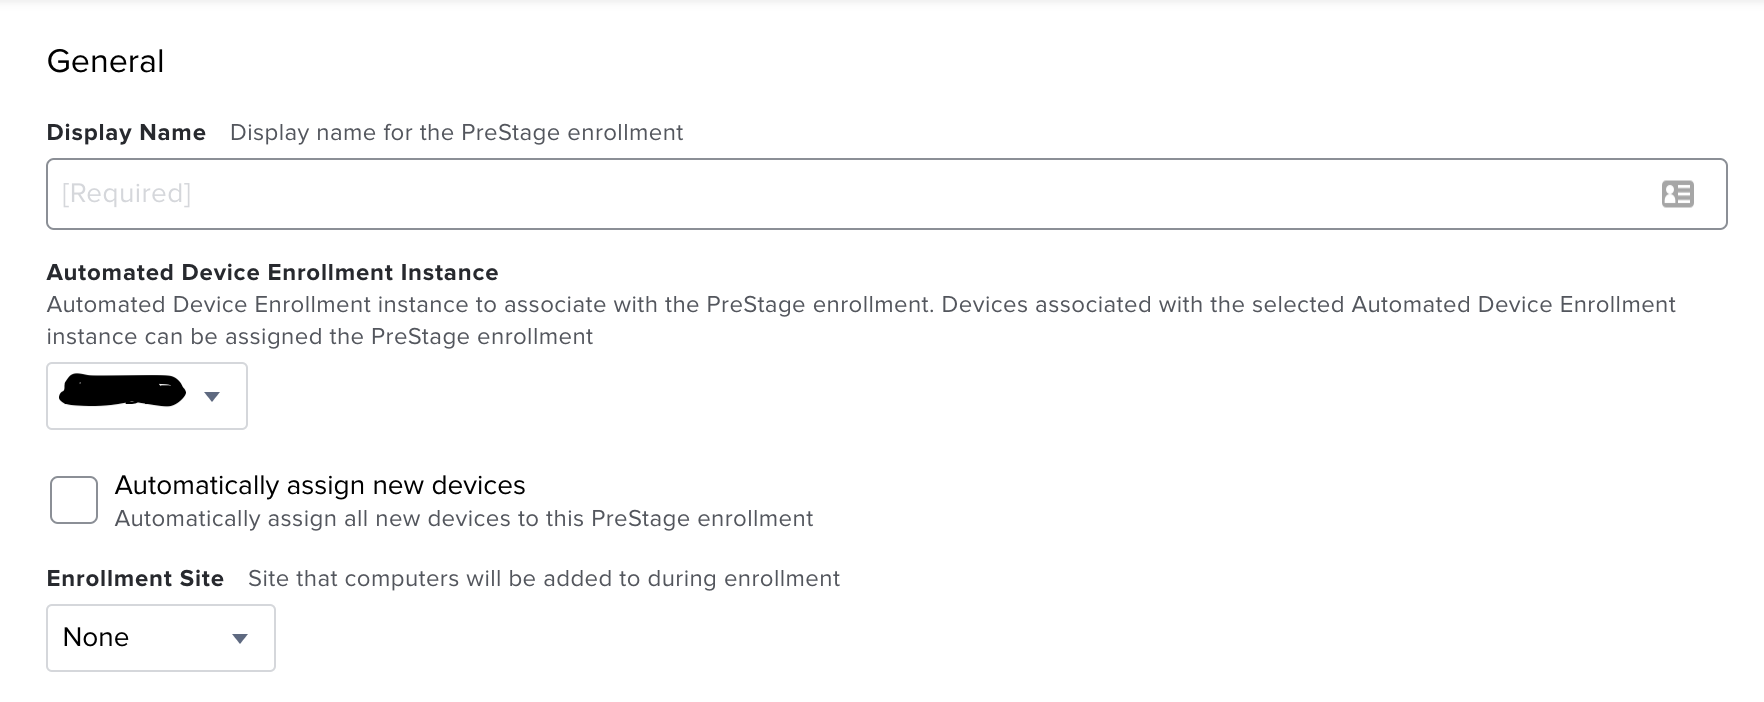 General
Display Name Display name for the PreStage enrollment
[Required]
Automated Device Enrollment Instance
Automated Device Enrollment instance to associate with the PreStage enrollment. Devices associated with the selected Automated Device Enrollment
instance can be assigned the PreStage enrollment
Automatically assign new devices
Automatically assign all new devices to this PreStage enrollment
Enrollment Site Site that computers will be added to during enrollment
None